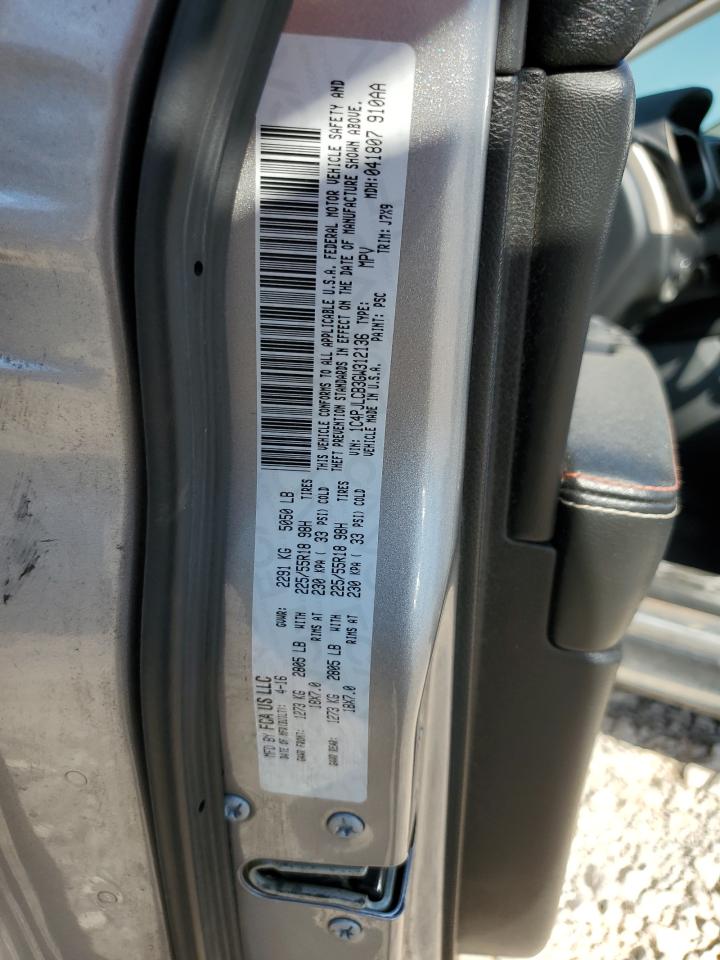 MFD BY FCA US LLC
DATE OF MFR: 4-16 GVWR: 2291 KG 5050 LB
GAWR FRONT: 1273 KG 2805 LB WITH 225/55R18 98H TIRES
18X7.0 RIMS AT 230 KPA ( 33 PSI) COLD
GAWR REAR: 1273 KG 2805 LB WITH 225/55R18 98H TIRES
18X7.0 RIMS AT 230 KPA ( 33 PSI) COLD
THIS VEHICLE CONFORMS TO ALL APPLICABLE U.S.A. FEDERAL MOTOR VEHICLE SAFETY AND
THEFT PREVENTION STANDARDS IN EFFECT ON THE DATE OF MANUFACTURE SHOWN ABOVE.
VIN: 1C4PJLCB3GW312136 TYPE: MPV MDH: 041807 910AA
VEHICLE MADE IN U.S.A. PAINT: PSC TRIM: J7X9